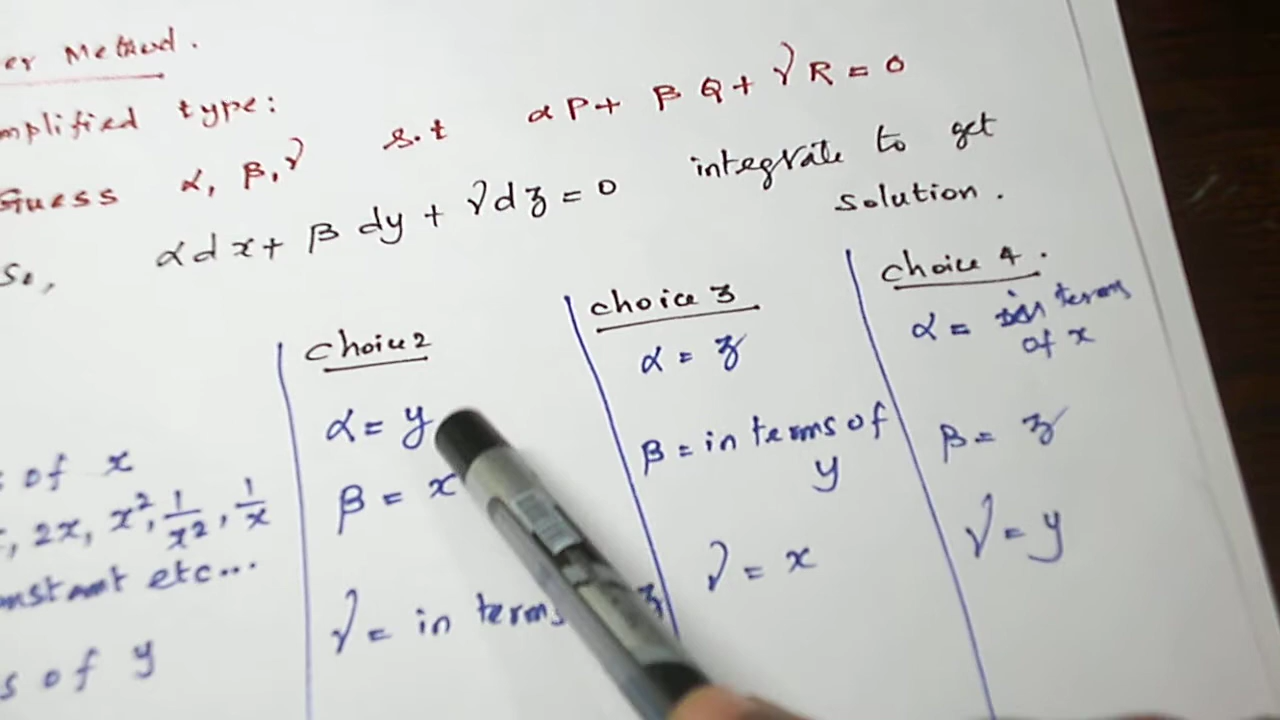 er Method.
mplified type:
Guess α, β, γ s.t αP + βQ + γR = 0
So, αdx + βdy + γdz = 0 integrate to get
solution.
s of x
, 2x, x², 1/x², 1/x
nstant etc...
s of y
Choice 2
α = y
β = x
γ = in terms z
Choice 3
α = z
β = in terms of
y
γ = x
Choice 4.
α = in terms
of x
β = z
γ = y